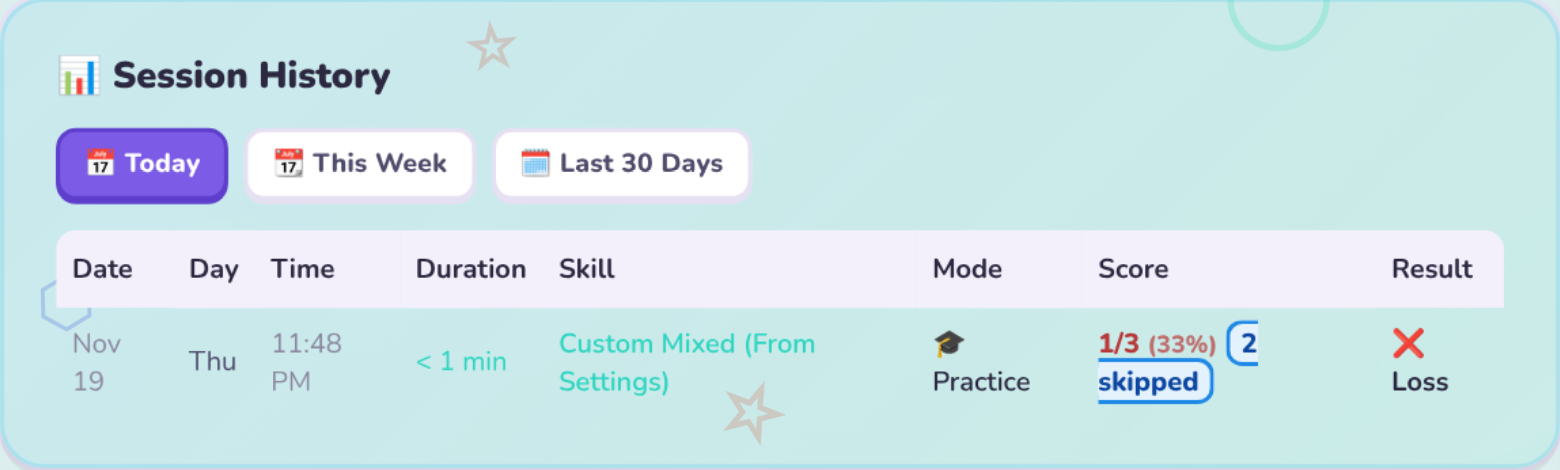 📊 Session History
📅 Today
📆 This Week
🗓️ Last 30 Days
Date Day Time Duration Skill Mode Score Result
Nov 19 Thu 11:48 PM < 1 min Custom Mixed (From Settings) 🎓 Practice 1/3 (33%) 2 skipped ❌ Loss